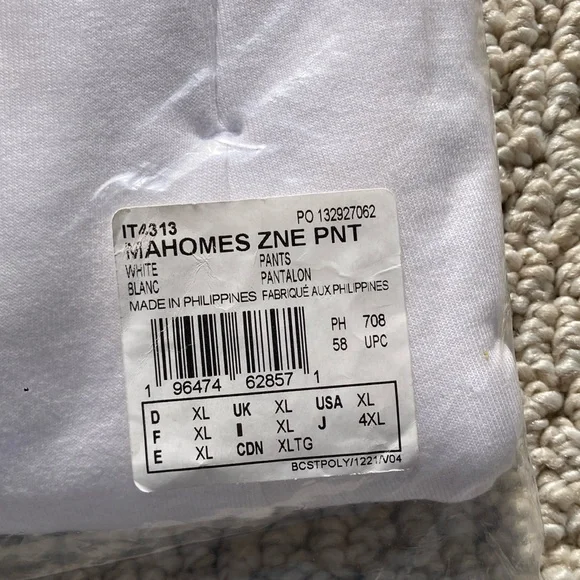 IT4313 PO 132927062
MAHOMES ZNE PNT
WHITE PANTS
BLANC PANTALON
MADE IN PHILIPPINES FABRIQUÉ AUX PHILIPPINES
PH 708
58 UPC
1 96474 62857 1
D XL UK XL USA XL
F XL I XL J 4XL
E XL CDN XLTG
BCSTPOLY/1221/V04